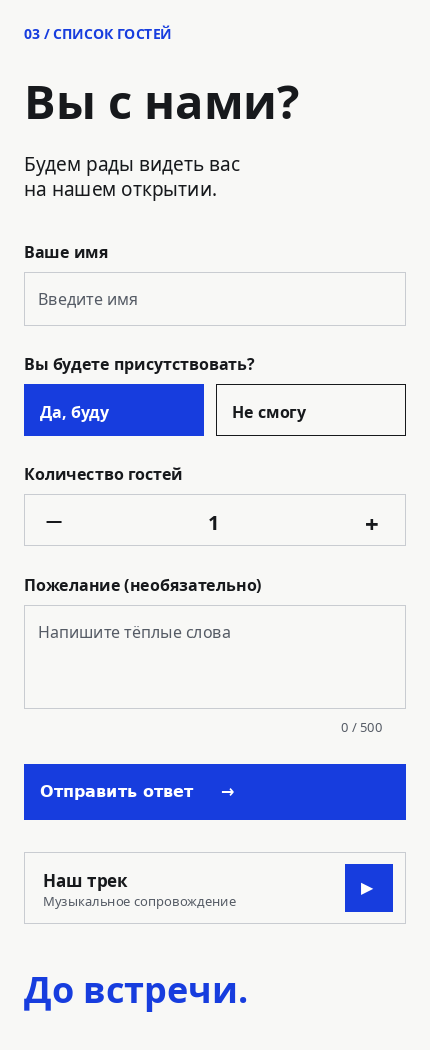 03 / СПИСОК ГОСТЕЙ
Вы с нами?
Будем рады видеть вас
на нашем открытии.
Ваше имя
Введите имя
Вы будете присутствовать?
Да, буду
Не смогу
Количество гостей
— 1 +
Пожелание (необязательно)
Напишите тёплые слова
0 / 500
Отправить ответ →
Наш трек
Музыкальное сопровождение
До встречи.